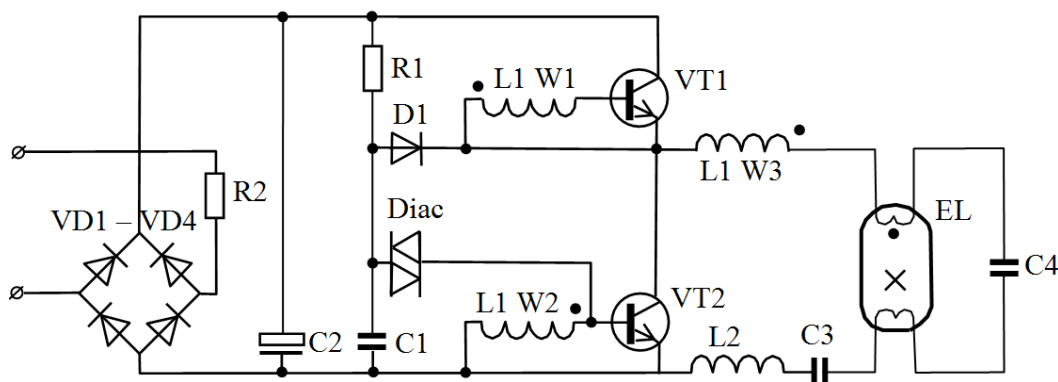 R1
L1 W1
VT1
D1
R2
L1 W3
VD1 – VD4
Diac
EL
C4
L1 W2
VT2
C2
C1
L2
C3